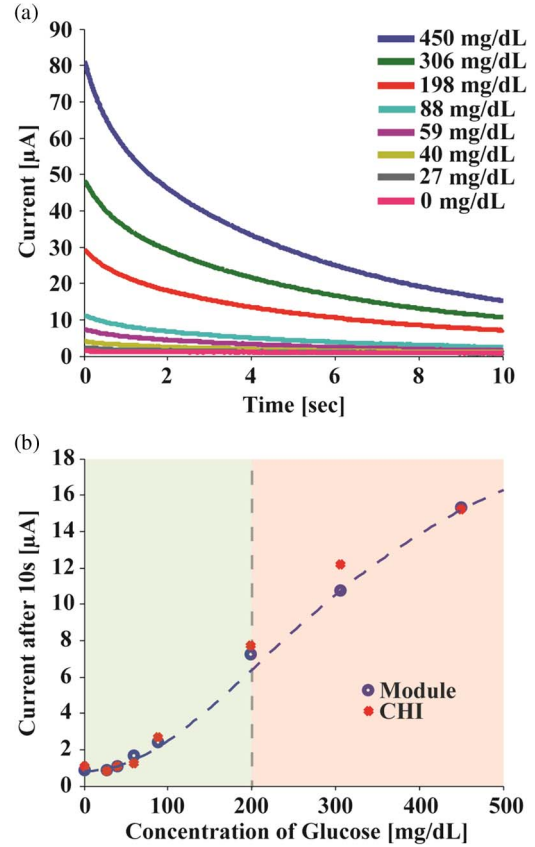 (a)
90
80
70
60
50
40
30
20
10
0
Current [µA]
450 mg/dL
306 mg/dL
198 mg/dL
88 mg/dL
59 mg/dL
40 mg/dL
27 mg/dL
0 mg/dL
0 2 4 6 8 10
Time [sec]
(b)
18
16
14
12
10
8
6
4
2
0
Current after 10s [µA]
Module
CHI
0 100 200 300 400 500
Concentration of Glucose [mg/dL]